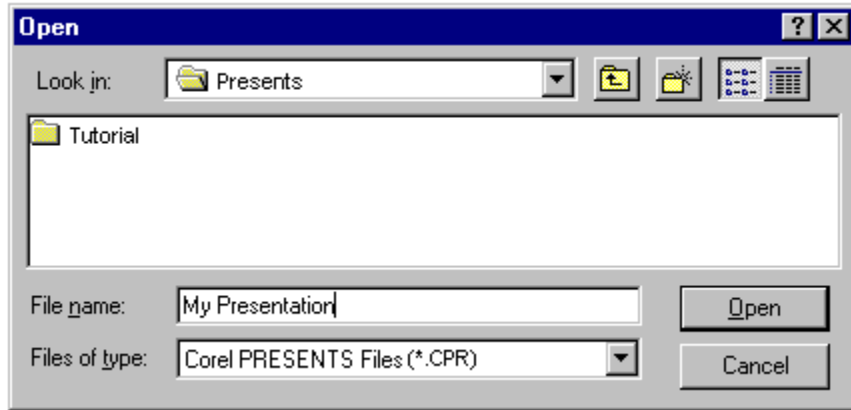 Open
Look in: Presents
Tutorial
File name: My Presentation Open
Files of type: Corel PRESENTS Files (*.CPR) Cancel